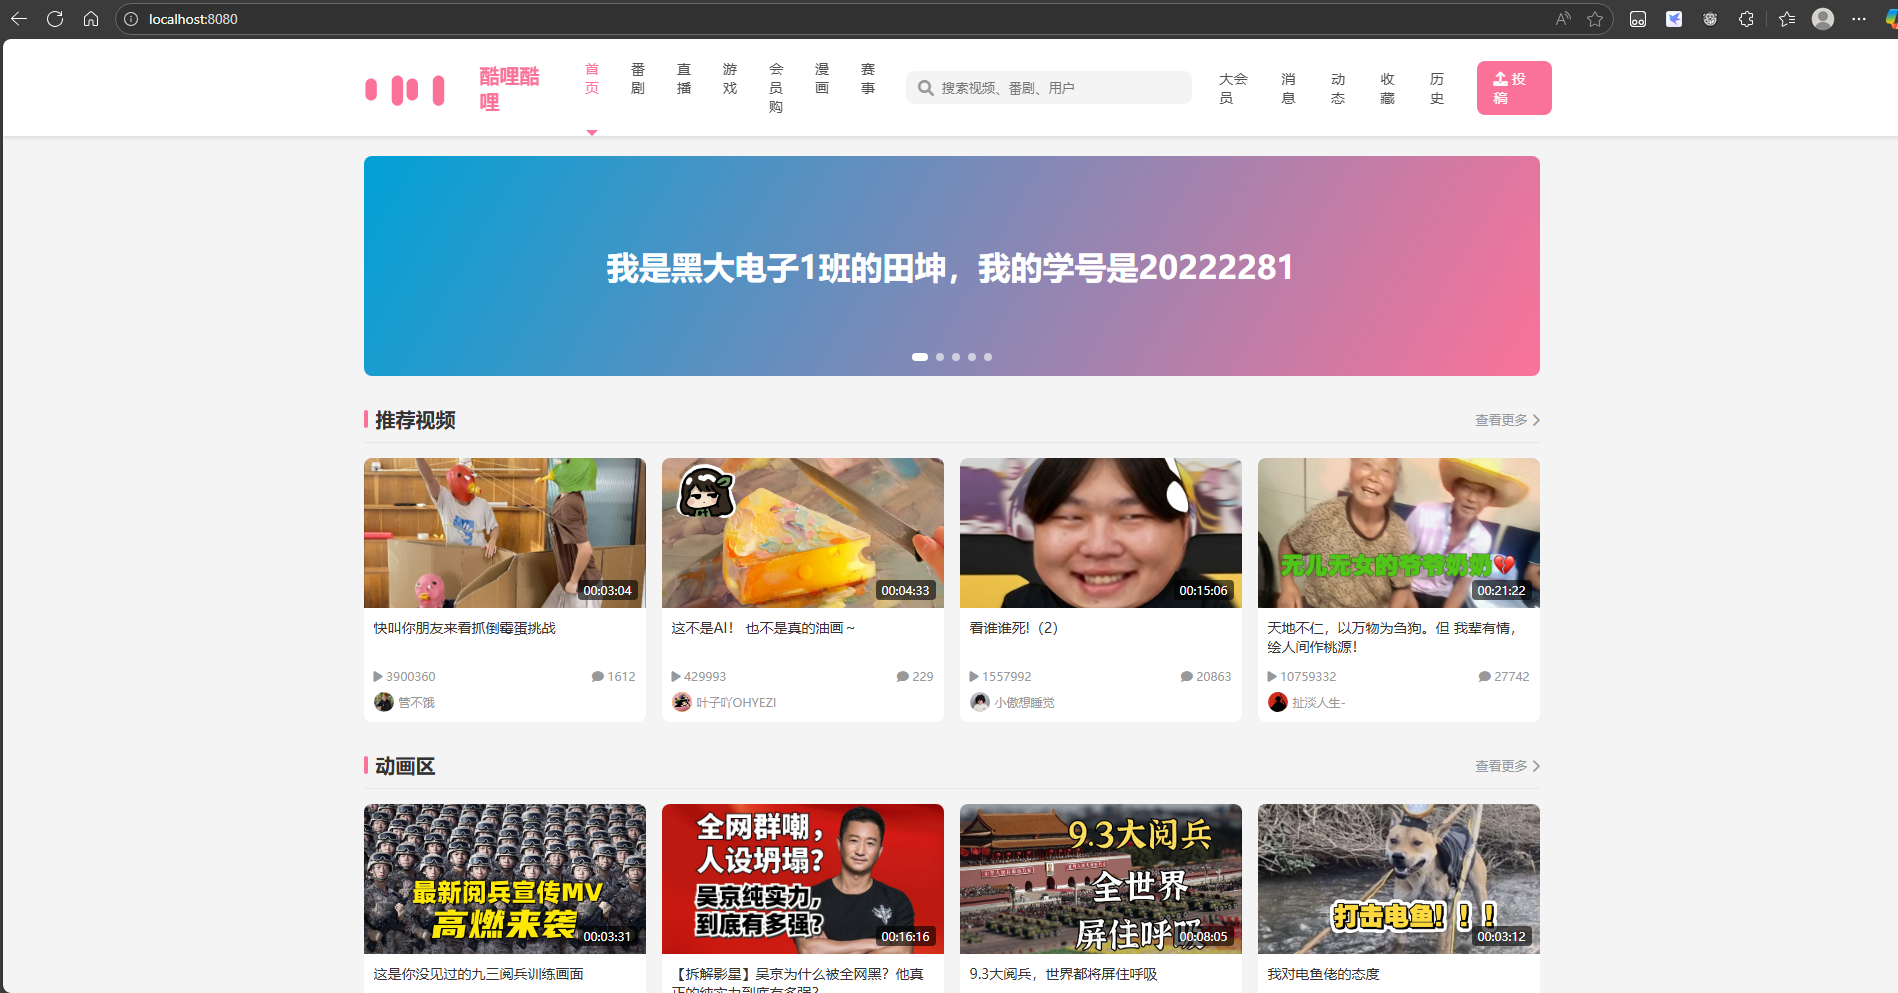 localhost:8080
酷哩酷
哩
首
页
番
剧
直
播
游
戏
会
员
购
漫
画
赛
事
搜索视频、番剧、用户
大会
员
消
息
动
态
收
藏
历
史
投
稿
我是黑大电子1班的田坤，我的学号是20222281
推荐视频
查看更多
00:03:04
00:04:33
00:15:06
无儿无女的爷爷奶奶
00:21:22
快叫你朋友来看抓倒霉蛋挑战
3900360 1612
管不饿
这不是AI！ 也不是真的油画～
429993 229
叶子吖OHYEZI
看谁谁死!（2）
1557992 20863
小傲想睡觉
天地不仁，以万物为刍狗。但 我辈有情，
绘人间作桃源！
10759332 27742
扯淡人生-
动画区
查看更多
最新阅兵宣传MV
高燃来袭
00:03:31
全网群嘲，
人设坍塌？
吴京纯实力，
到底有多强？
00:16:16
9.3大阅兵
全世界
屏住呼吸
00:08:05
打击电鱼！！！
00:03:12
这是你没见过的九三阅兵训练画面
【拆解影星】吴京为什么被全网黑？他真
正的纯实力到底有多强？
9.3大阅兵，世界都将屏住呼吸
我对电鱼佬的态度